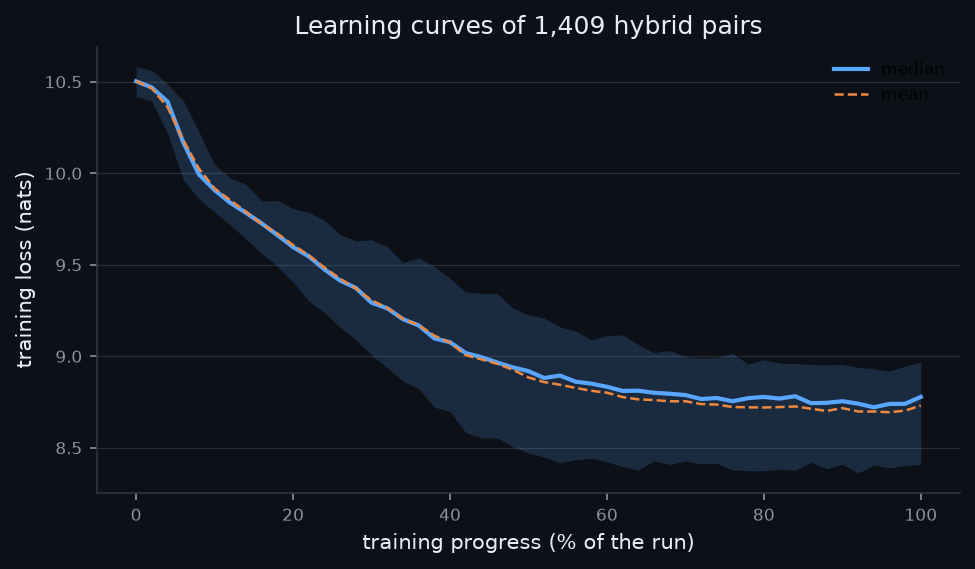 Learning curves of 1,409 hybrid pairs
median
mean
training loss (nats)
10.5
10.0
9.5
9.0
8.5
0 20 40 60 80 100
training progress (% of the run)